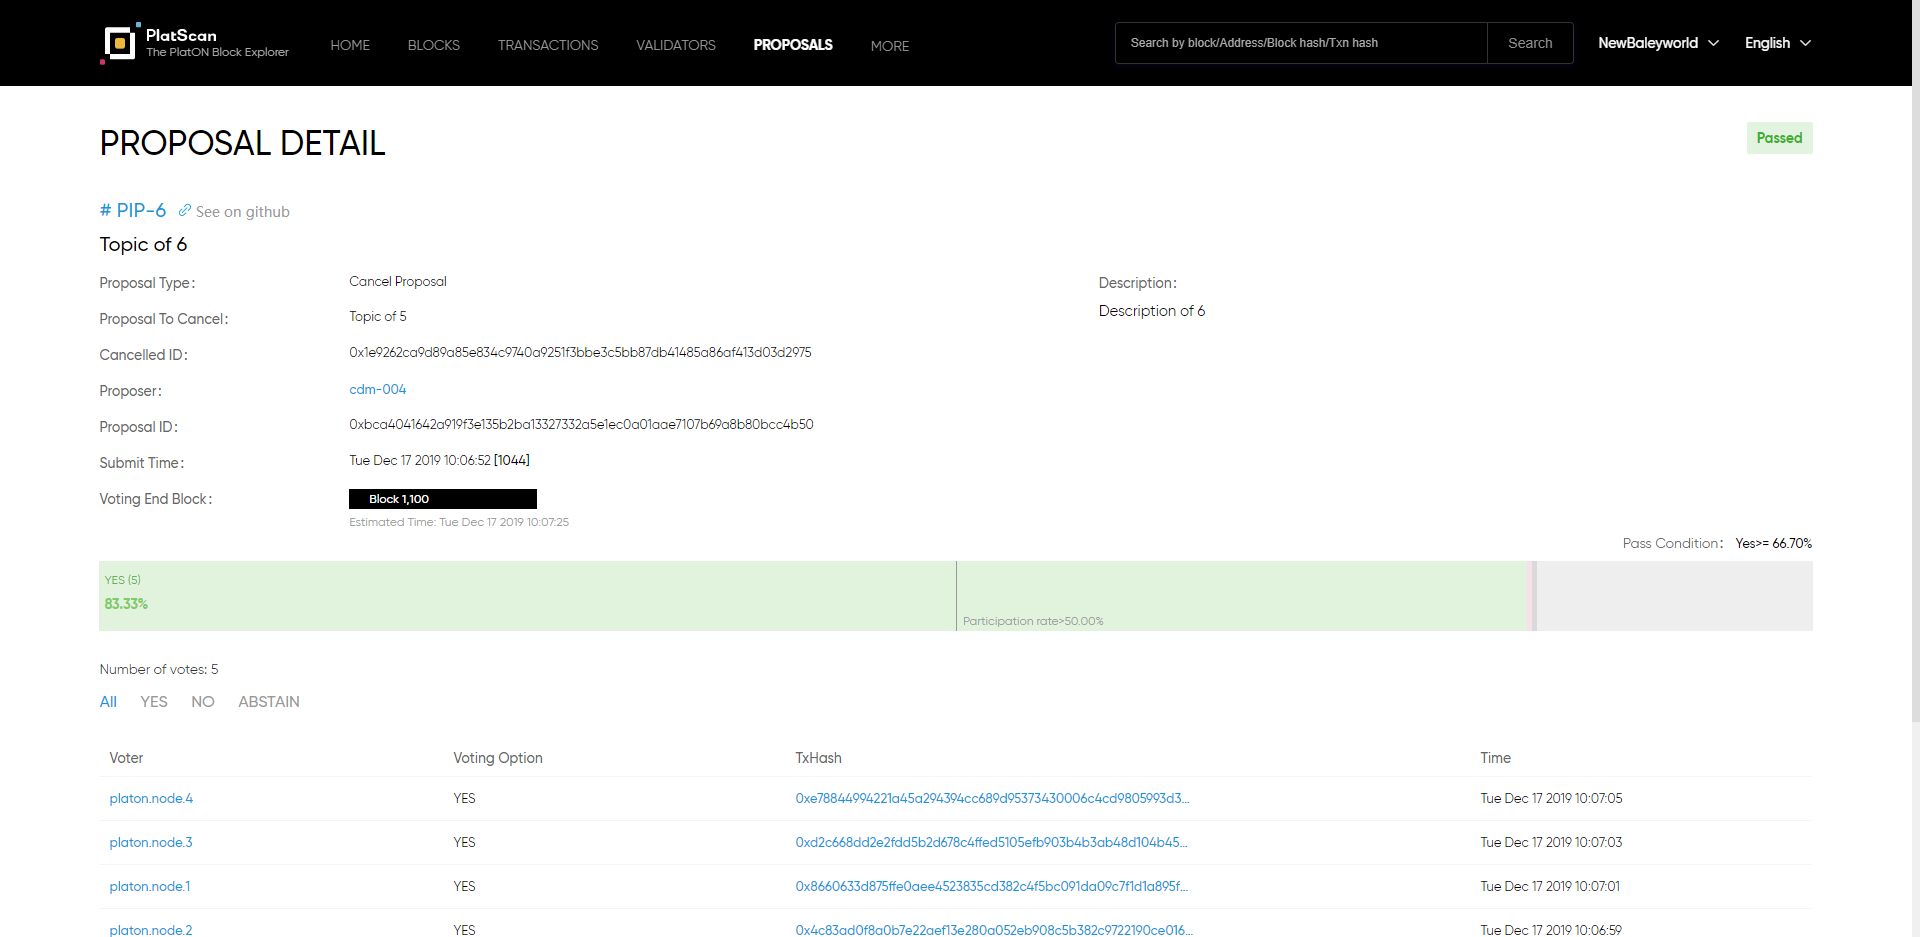 PlatScan
The PlatON Block Explorer
HOME BLOCKS TRANSACTIONS VALIDATORS PROPOSALS MORE
Search by block/Address/Block hash/Txn hash Search NewBaleyworld English
PROPOSAL DETAIL
Passed
# PIP-6 See on github
Topic of 6
Proposal Type: Cancel Proposal
Description:
Description of 6
Proposal To Cancel: Topic of 5
Cancelled ID: 0x1e9262ca9d89a85e834c9740a9251f3bbe3c5bb87db41485a86af413d03d2975
Proposer: cdm-004
Proposal ID: 0xbca4041642a919f3e135b2ba13327332a5e1ec0a01aae7107b69a8b80bcc4b50
Submit Time: Tue Dec 17 2019 10:06:52 [1044]
Voting End Block: Block 1,100
Estimated Time: Tue Dec 17 2019 10:07:25
Pass Condition: Yes>= 66.70%
YES (5)
83.33%
Participation rate>50.00%
Number of votes: 5
All YES NO ABSTAIN
Voter Voting Option TxHash Time
platon.node.4 YES 0xe78844994221a45a294394cc689d95373430006c4cd9805993d3... Tue Dec 17 2019 10:07:05
platon.node.3 YES 0xd2c668dd2e2fdd5b2d678c4ffed5105efb903b4b3ab48d104b45... Tue Dec 17 2019 10:07:03
platon.node.1 YES 0x8660633d875ffe0aee4523835cd382c4f5bc091da09c7f1d1a895f... Tue Dec 17 2019 10:07:01
platon.node.2 YES 0x4c83ad0f8a0b7e22aef13e280a052eb908c5b382c9722190ce016... Tue Dec 17 2019 10:06:59